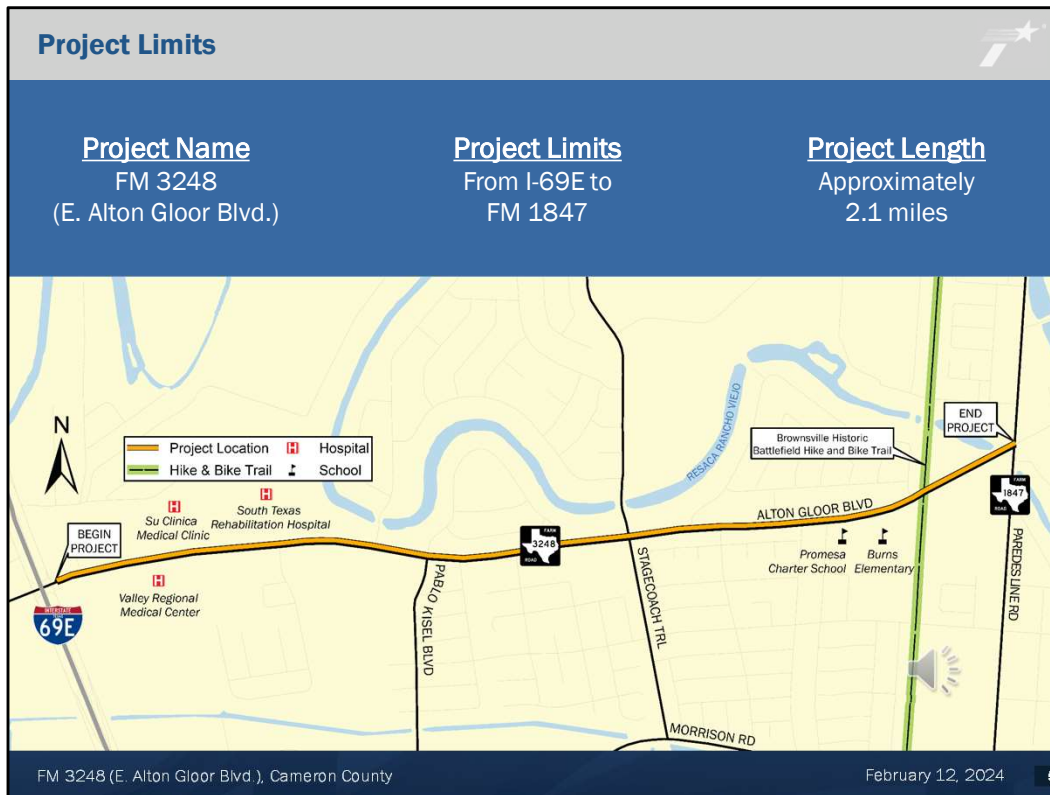 Project Limits
Project Name
FM 3248
(E. Alton Gloor Blvd.)
Project Limits
From I-69E to
FM 1847
Project Length
Approximately
2.1 miles
N
Project Location
Hospital
Hike & Bike Trail
School
H
H
Su Clinica
Medical Clinic
H
South Texas
Rehabilitation Hospital
BEGIN
PROJECT
H
Valley Regional
Medical Center
INTERSTATE
69E
PABLO KISEL BLVD
FARM
3248
ROAD
STAGECOACH TRL
MORRISON RD
RESACA RANCHO VIEJO
ALTON GLOOR BLVD
Brownsville Historic
Battlefield Hike and Bike Trail
Promesa
Charter School
Burns
Elementary
END
PROJECT
FARM
1847
ROAD
PAREDES LINE RD
FM 3248 (E. Alton Gloor Blvd.), Cameron County
February 12, 2024